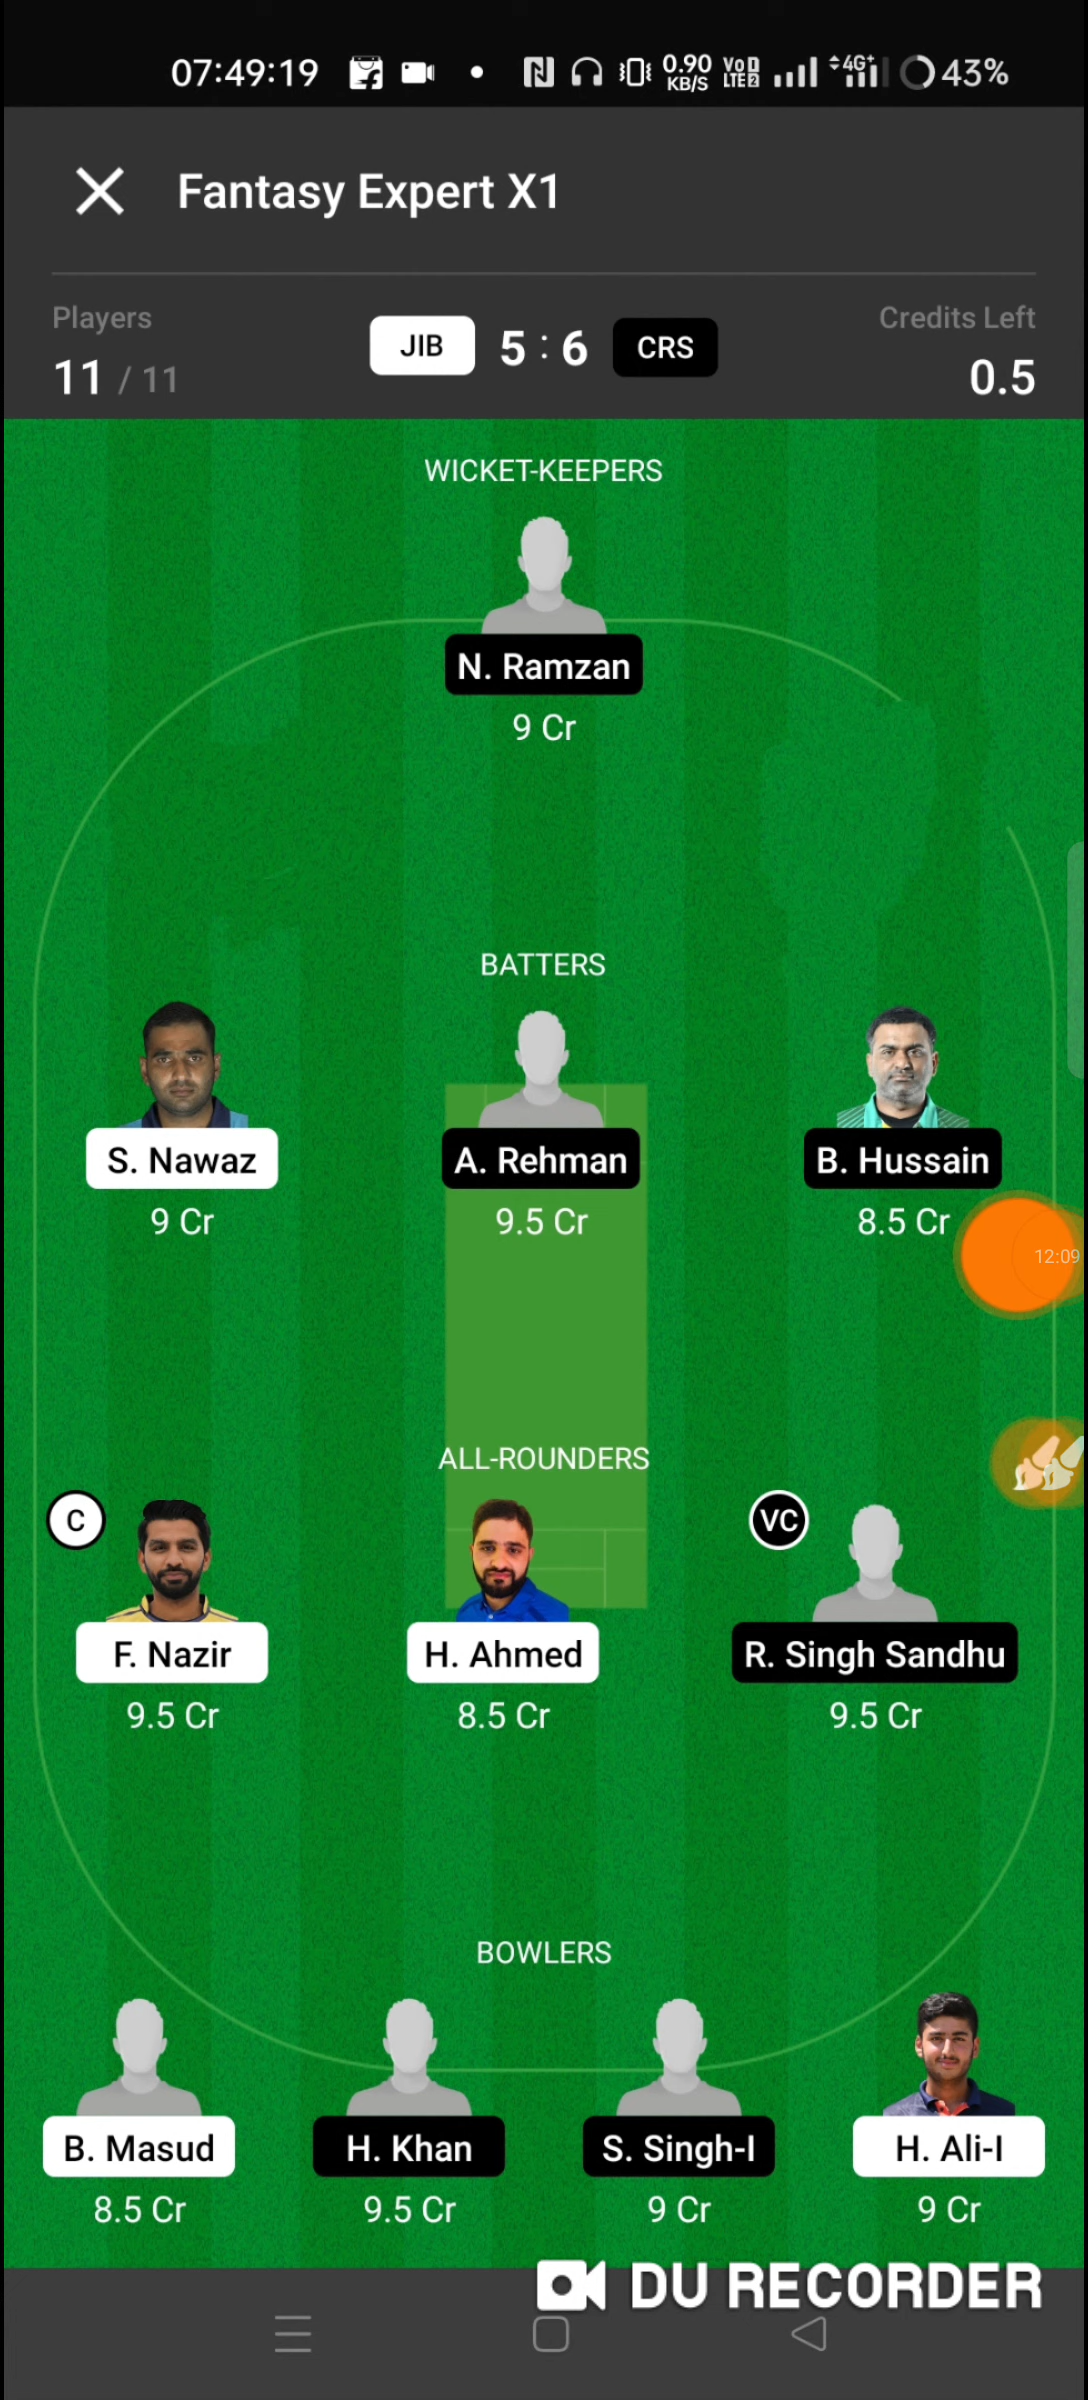 07:49:19 0.90 KB/S VoD LTE2 4G+ 43%
Fantasy Expert X1
Players
Credits Left
JIB 5 : 6 CRS
11 / 11
0.5
WICKET-KEEPERS
N. Ramzan
9 Cr
BATTERS
S. Nawaz A. Rehman B. Hussain
9 Cr 9.5 Cr 8.5 Cr
12:09
ALL-ROUNDERS
C VC
F. Nazir H. Ahmed R. Singh Sandhu
9.5 Cr 8.5 Cr 9.5 Cr
BOWLERS
B. Masud H. Khan S. Singh-I H. Ali-I
8.5 Cr 9.5 Cr 9 Cr 9 Cr
DU RECORDER